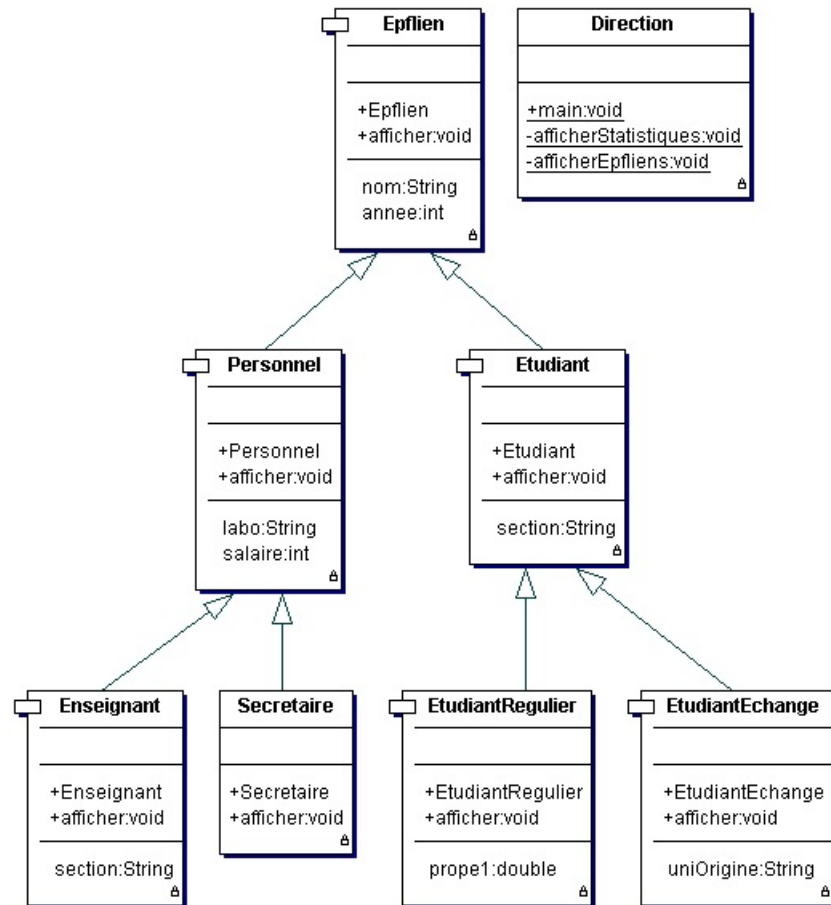 Epflien
+Epflien
+afficher:void
nom:String
annee:int
Direction
+main:void
-afficherStatistiques:void
-afficherEpfliens:void
Personnel
+Personnel
+afficher:void
labo:String
salaire:int
Etudiant
+Etudiant
+afficher:void
section:String
Enseignant
+Enseignant
+afficher:void
section:String
Secretaire
+Secretaire
+afficher:void
EtudiantRegulier
+EtudiantRegulier
+afficher:void
prope1:double
EtudiantEchange
+EtudiantEchange
+afficher:void
uniOrigine:String